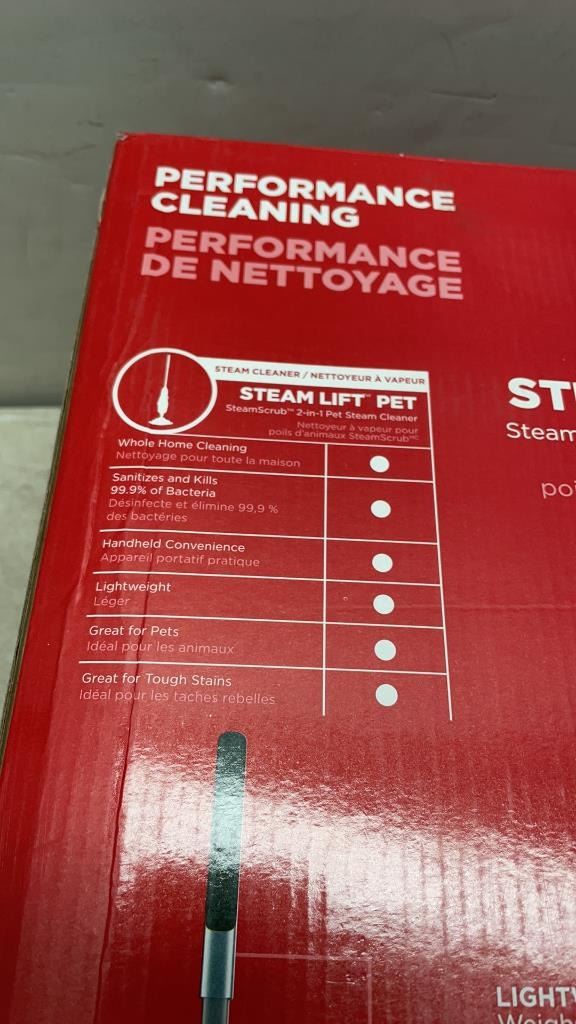 PERFORMANCE
CLEANING
PERFORMANCE
DE NETTOYAGE
STEAM CLEANER / NETTOYEUR À VAPEUR
STEAM LIFT™ PET
SteamScrub™ 2-in-1 Pet Steam Cleaner
Nettoyeur à vapeur pour
poils d'animaux SteamScrubᴹᶜ
Whole Home Cleaning
Nettoyage pour toute la maison
Sanitizes and Kills
99.9% of Bacteria
Désinfecte et élimine 99,9 %
des bactéries
Handheld Convenience
Appareil portatif pratique
Lightweight
Léger
Great for Pets
Idéal pour les animaux
Great for Tough Stains
Idéal pour les taches rebelles
Steam
poi